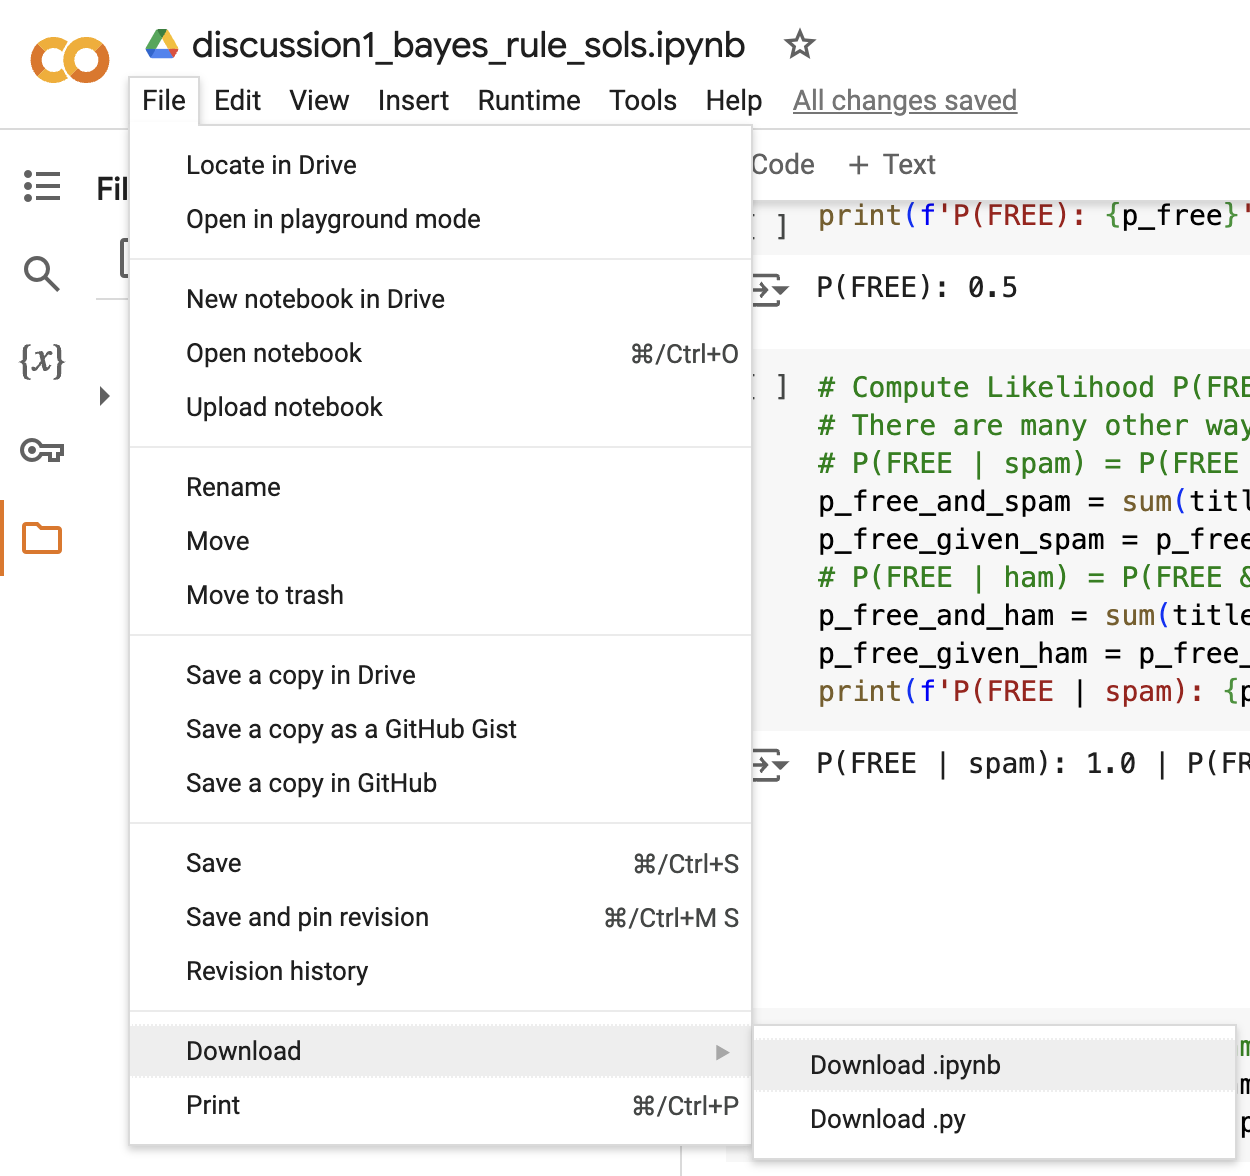 discussion1_bayes_rule_sols.ipynb
File Edit View Insert Runtime Tools Help All changes saved
Locate in Drive
Open in playground mode
New notebook in Drive
Open notebook ⌘/Ctrl+O
Upload notebook
Rename
Move
Move to trash
Save a copy in Drive
Save a copy as a GitHub Gist
Save a copy in GitHub
Save ⌘/Ctrl+S
Save and pin revision ⌘/Ctrl+M S
Revision history
Download
Print ⌘/Ctrl+P
Download .ipynb
Download .py
Fil
{x}
Code + Text
] print(f'P(FREE): {p_free}'
P(FREE): 0.5
] # Compute Likelihood P(FRE
# There are many other way
# P(FREE | spam) = P(FREE
p_free_and_spam = sum(titl
p_free_given_spam = p_free
# P(FREE | ham) = P(FREE &
p_free_and_ham = sum(title
p_free_given_ham = p_free_
print(f'P(FREE | spam): {p
P(FREE | spam): 1.0 | P(FR